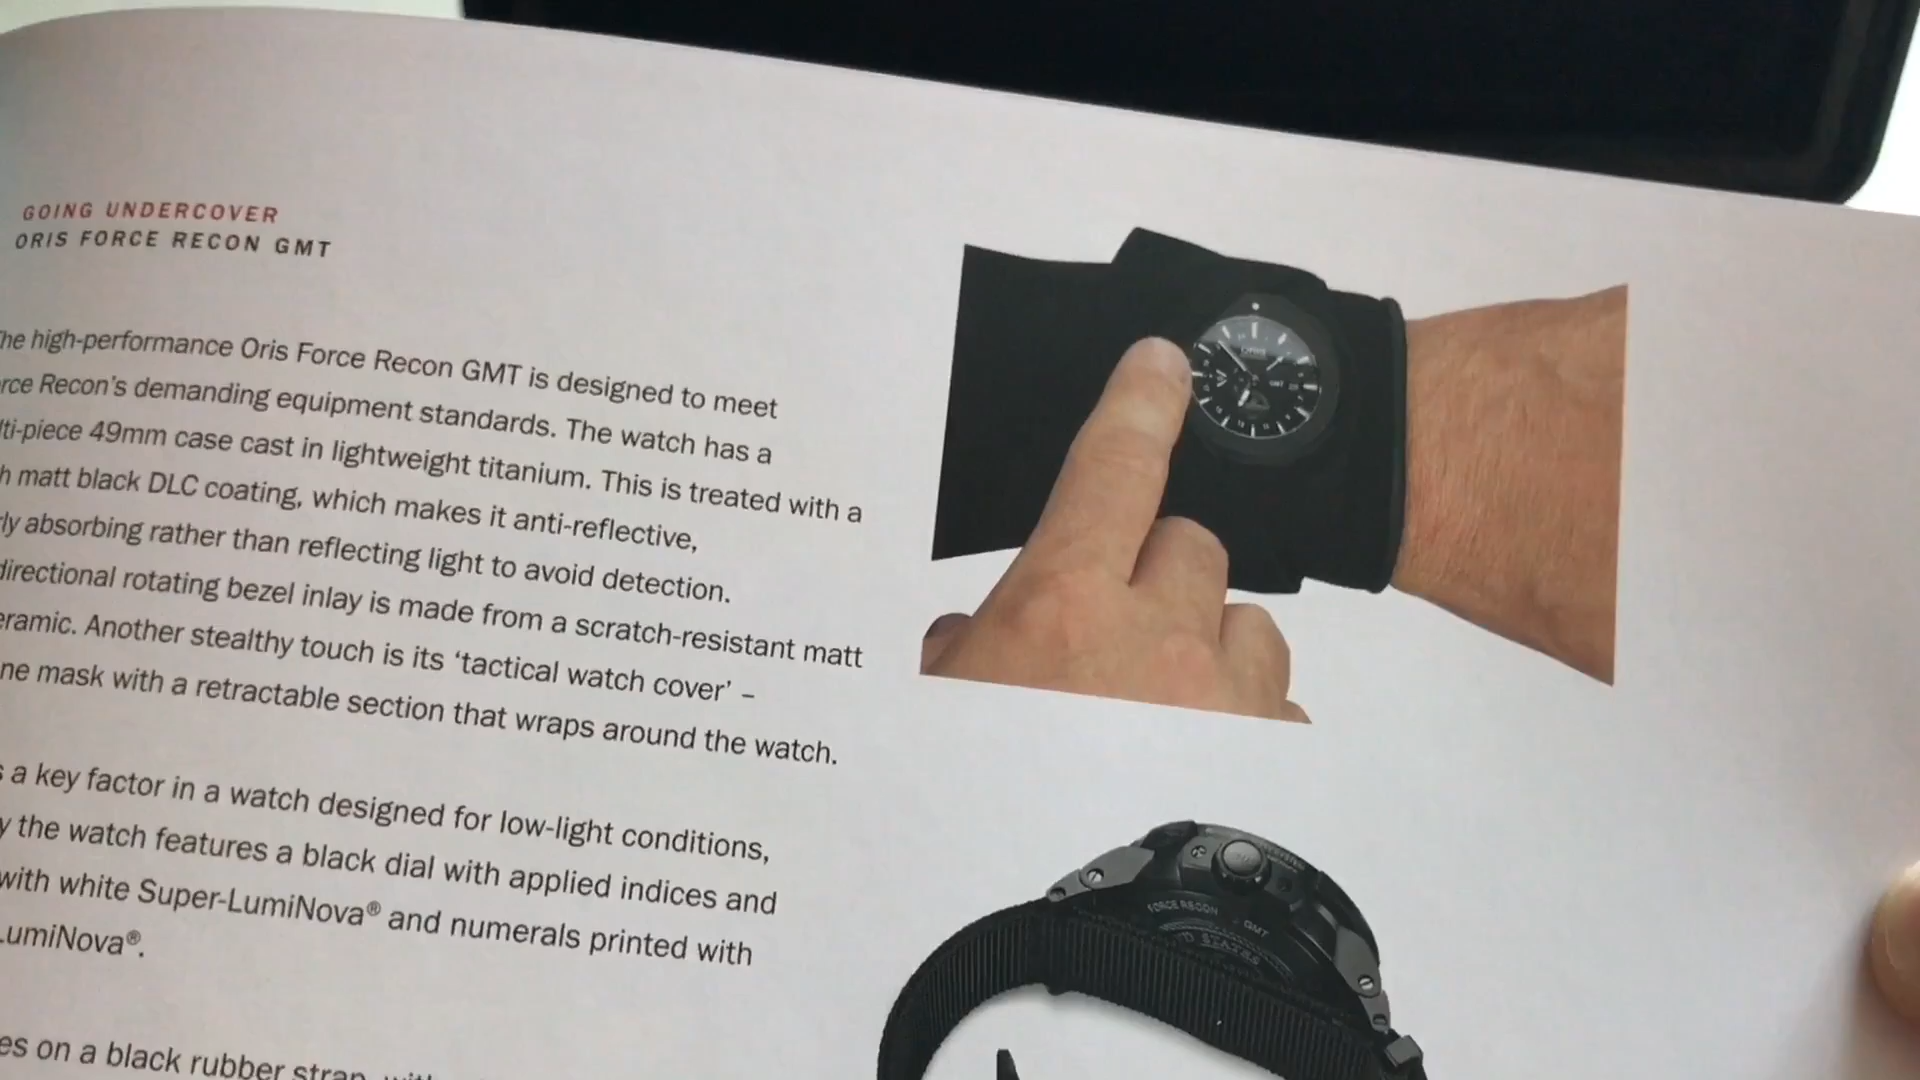 GOING UNDERCOVER
ORIS FORCE RECON GMT
he high-performance Oris Force Recon GMT is designed to meet
rce Recon's demanding equipment standards. The watch has a
lti-piece 49mm case cast in lightweight titanium. This is treated with a
h matt black DLC coating, which makes it anti-reflective,
rly absorbing rather than reflecting light to avoid detection.
directional rotating bezel inlay is made from a scratch-resistant matt
eramic. Another stealthy touch is its ‘tactical watch cover’ –
ne mask with a retractable section that wraps around the watch.
s a key factor in a watch designed for low-light conditions,
y the watch features a black dial with applied indices and
with white Super-LumiNova® and numerals printed with
LumiNova®.
es on a black rubber strap,
ORIS
GMT
FORCE RECON GMT